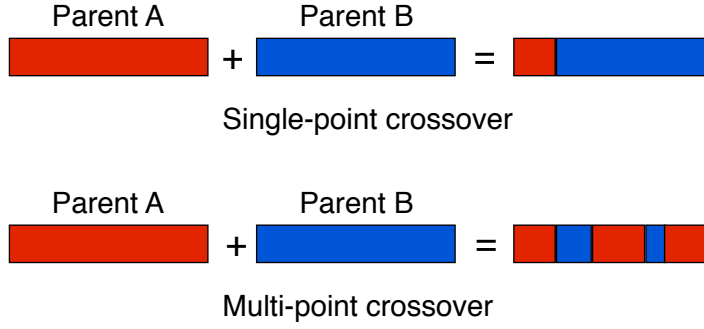 Parent A Parent B
+ =
Single-point crossover
Parent A Parent B
+ =
Multi-point crossover